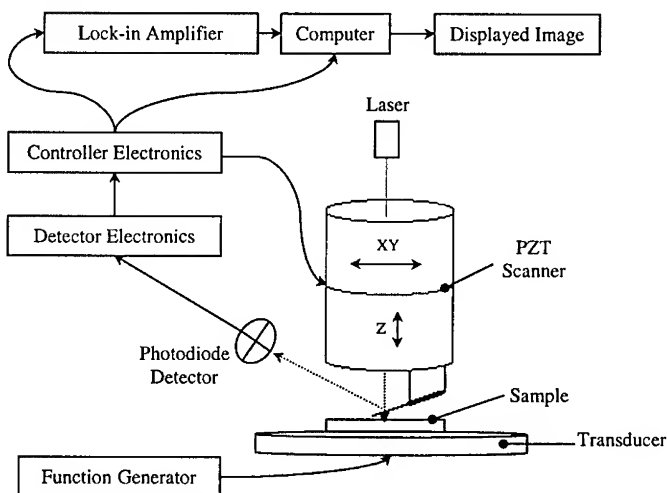 Lock-in Amplifier
Computer
Displayed Image
Laser
Controller Electronics
Detector Electronics
XY
PZT
Scanner
Z
Photodiode
Detector
Sample
Transducer
Function Generator